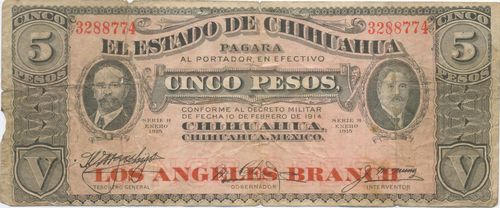 CINCO 3288774 3288774 CINCO
5 EL ESTADO DE CHIHUAHUA 5
PESOS PAGARA PESOS
AL PORTADOR, EN EFECTIVO
CINCO PESOS,
CONFORME AL DECRETO MILITAR
DE FECHA 10 DE FEBRERO DE 1914
SERIE H SERIE H
ENERO ENERO
1915 1915
CHIHUAHUA,
CHIHUAHUA, MEXICO.
V LOS ANGELES BRANCH V
TESORERO GENERAL GOBERNADOR INTERVENTOR